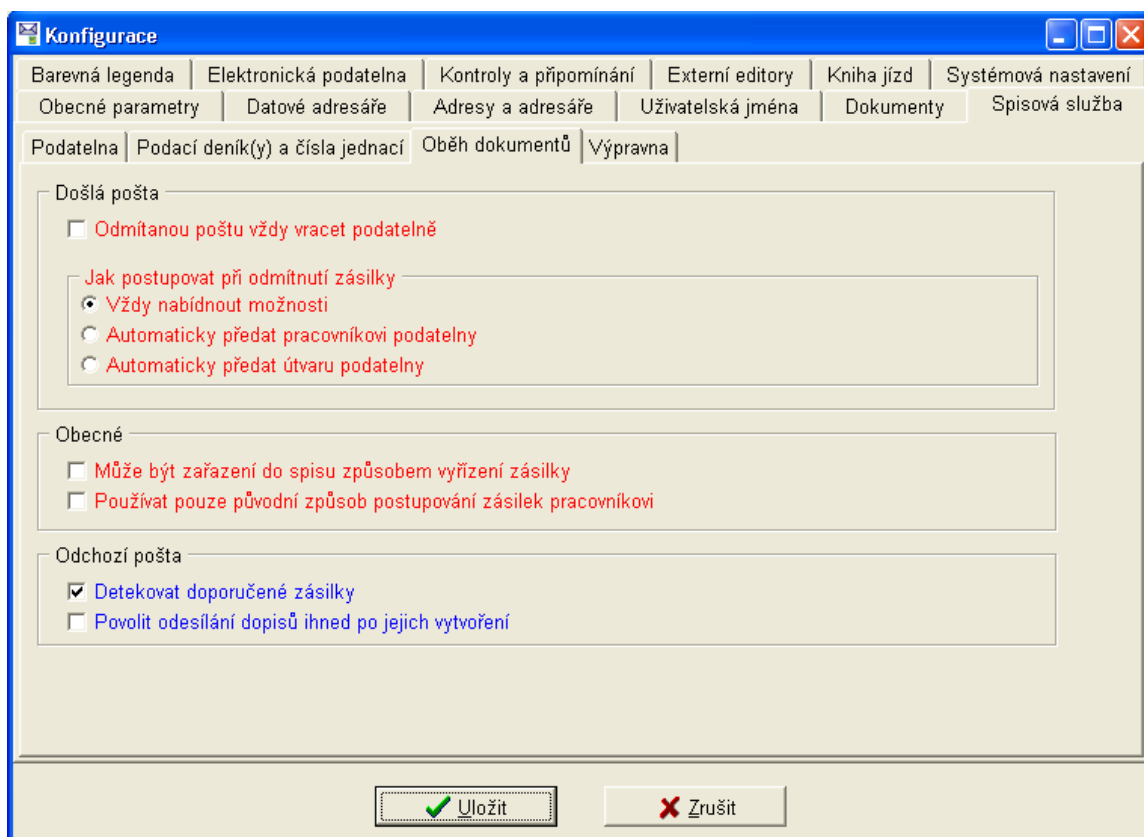 Konfigurace
Barevná legenda Elektronická podatelna Kontroly a připomínání Externí editory Kniha jízd Systémová nastavení
Obecné parametry Datové adresáře Adresy a adresáře Uživatelská jména Dokumenty Spisová služba
Podatelna Podací deník(y) a čísla jednací Oběh dokumentů Výpravna
Došlá pošta
Odmítanou poštu vždy vracet podatelně
Jak postupovat při odmítnutí zásilky
Vždy nabídnout možnosti
Automaticky předat pracovníkovi podatelny
Automaticky předat útvaru podatelny
Obecné
Může být zařazení do spisu způsobem vyřízení zásilky
Používat pouze původní způsob postupování zásilek pracovníkovi
Odchozí pošta
Detekovat doporučené zásilky
Povolit odesílání dopisů ihned po jejich vytvoření
Uložit Zrušit